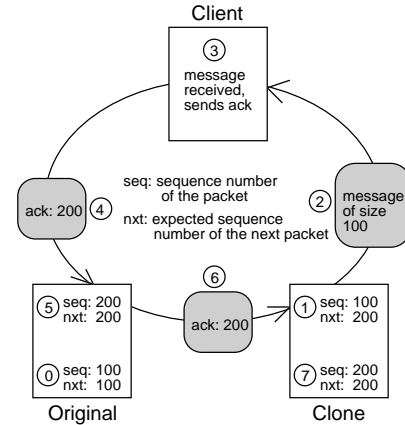 Client
3
message
received,
sends ack
ack: 200
4
seq: sequence number
of the packet
nxt: expected sequence
number of the next packet
2
message
of size
100
6
ack: 200
5
seq: 200
nxt: 200
0
seq: 100
nxt: 100
Original
1
seq: 100
nxt: 200
7
seq: 200
nxt: 200
Clone